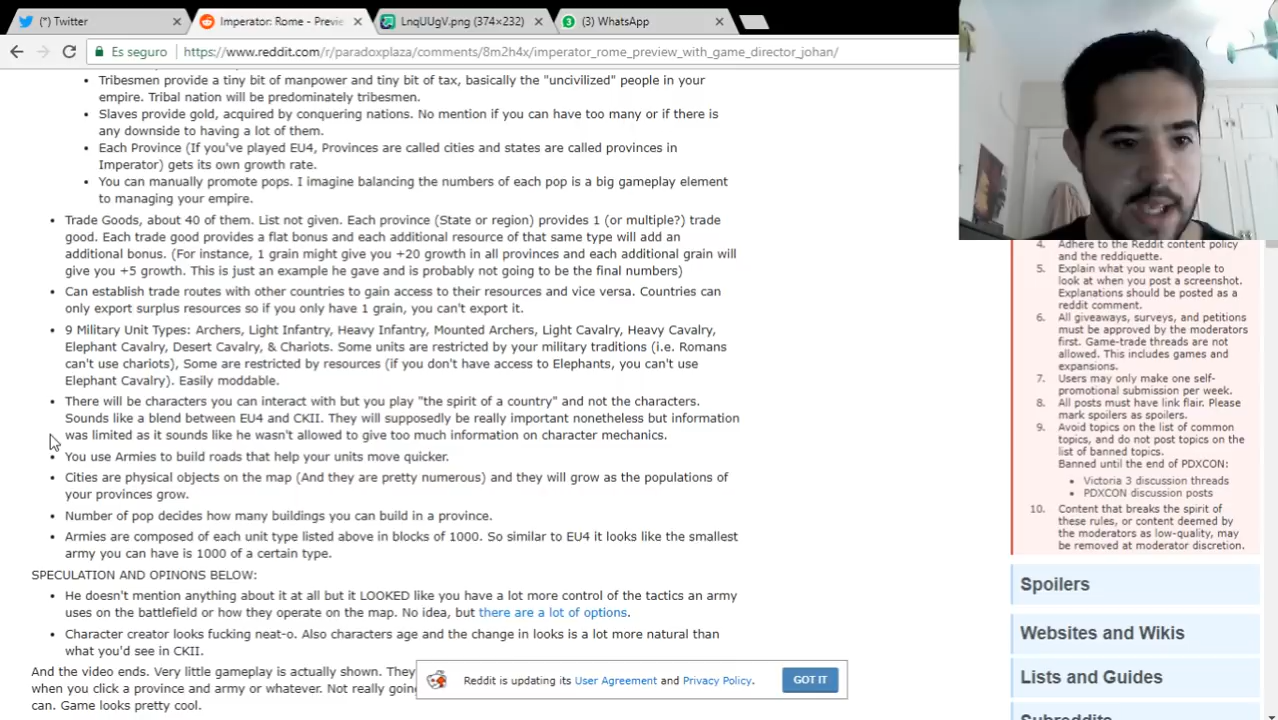 (*) Twitter
Imperator: Rome - Previe
LnqUUgV.png (374×232)
(3) WhatsApp
Es seguro
https://www.reddit.com/r/paradoxplaza/comments/8m2h4x/imperator_rome_preview_with_game_director_johan/
Tribesmen provide a tiny bit of manpower and tiny bit of tax, basically the "uncivilized" people in your
empire. Tribal nation will be predominately tribesmen.
Slaves provide gold, acquired by conquering nations. No mention if you can have too many or if there is
any downside to having a lot of them.
Each Province (If you've played EU4, Provinces are called cities and states are called provinces in
Imperator) gets its own growth rate.
You can manually promote pops. I imagine balancing the numbers of each pop is a big gameplay element
to managing your empire.
Trade Goods, about 40 of them. List not given. Each province (State or region) provides 1 (or multiple?) trade
good. Each trade good provides a flat bonus and each additional resource of that same type will add an
additional bonus. (For instance, 1 grain might give you +20 growth in all provinces and each additional grain will
give you +5 growth. This is just an example he gave and is probably not going to be the final numbers)
Can establish trade routes with other countries to gain access to their resources and vice versa. Countries can
only export surplus resources so if you only have 1 grain, you can't export it.
9 Military Unit Types: Archers, Light Infantry, Heavy Infantry, Mounted Archers, Light Cavalry, Heavy Cavalry,
Elephant Cavalry, Desert Cavalry, & Chariots. Some units are restricted by your military traditions (i.e. Romans
can't use chariots), Some are restricted by resources (if you don't have access to Elephants, you can't use
Elephant Cavalry). Easily moddable.
There will be characters you can interact with but you play "the spirit of a country" and not the characters.
Sounds like a blend between EU4 and CKII. They will supposedly be really important nonetheless but information
was limited as it sounds like he wasn't allowed to give too much information on character mechanics.
You use Armies to build roads that help your units move quicker.
Cities are physical objects on the map (And they are pretty numerous) and they will grow as the populations of
your provinces grow.
Number of pop decides how many buildings you can build in a province.
Armies are composed of each unit type listed above in blocks of 1000. So similar to EU4 it looks like the smallest
army you can have is 1000 of a certain type.
SPECULATION AND OPINONS BELOW:
He doesn't mention anything about it at all but it LOOKED like you have a lot more control of the tactics an army
uses on the battlefield or how they operate on the map. No idea, but there are a lot of options.
Character creator looks fucking neat-o. Also characters age and the change in looks is a lot more natural than
what you'd see in CKII.
And the video ends. Very little gameplay is actually shown. They
when you click a province and army or whatever. Not really goin
can. Game looks pretty cool.
Reddit is updating its User Agreement and Privacy Policy.
GOT IT
4. Adhere to the Reddit content policy
and the reddiquette.
5. Explain what you want people to
look at when you post a screenshot.
Explanations should be posted as a
reddit comment.
6. All giveaways, surveys, and petitions
must be approved by the moderators
first. Game-trade threads are not
allowed. This includes games and
expansions.
7. Users may only make one self-
promotional submission per week.
8. All posts must have link flair. Please
mark spoilers as spoilers.
9. Avoid topics on the list of common
topics, and do not post topics on the
list of banned topics.
Banned until the end of PDXCON:
Victoria 3 discussion threads
PDXCON discussion posts
10. Content that breaks the spirit of
these rules, or content deemed by
the moderators as low-quality, may
be removed at moderator discretion.
Spoilers
Websites and Wikis
Lists and Guides
Subreddits